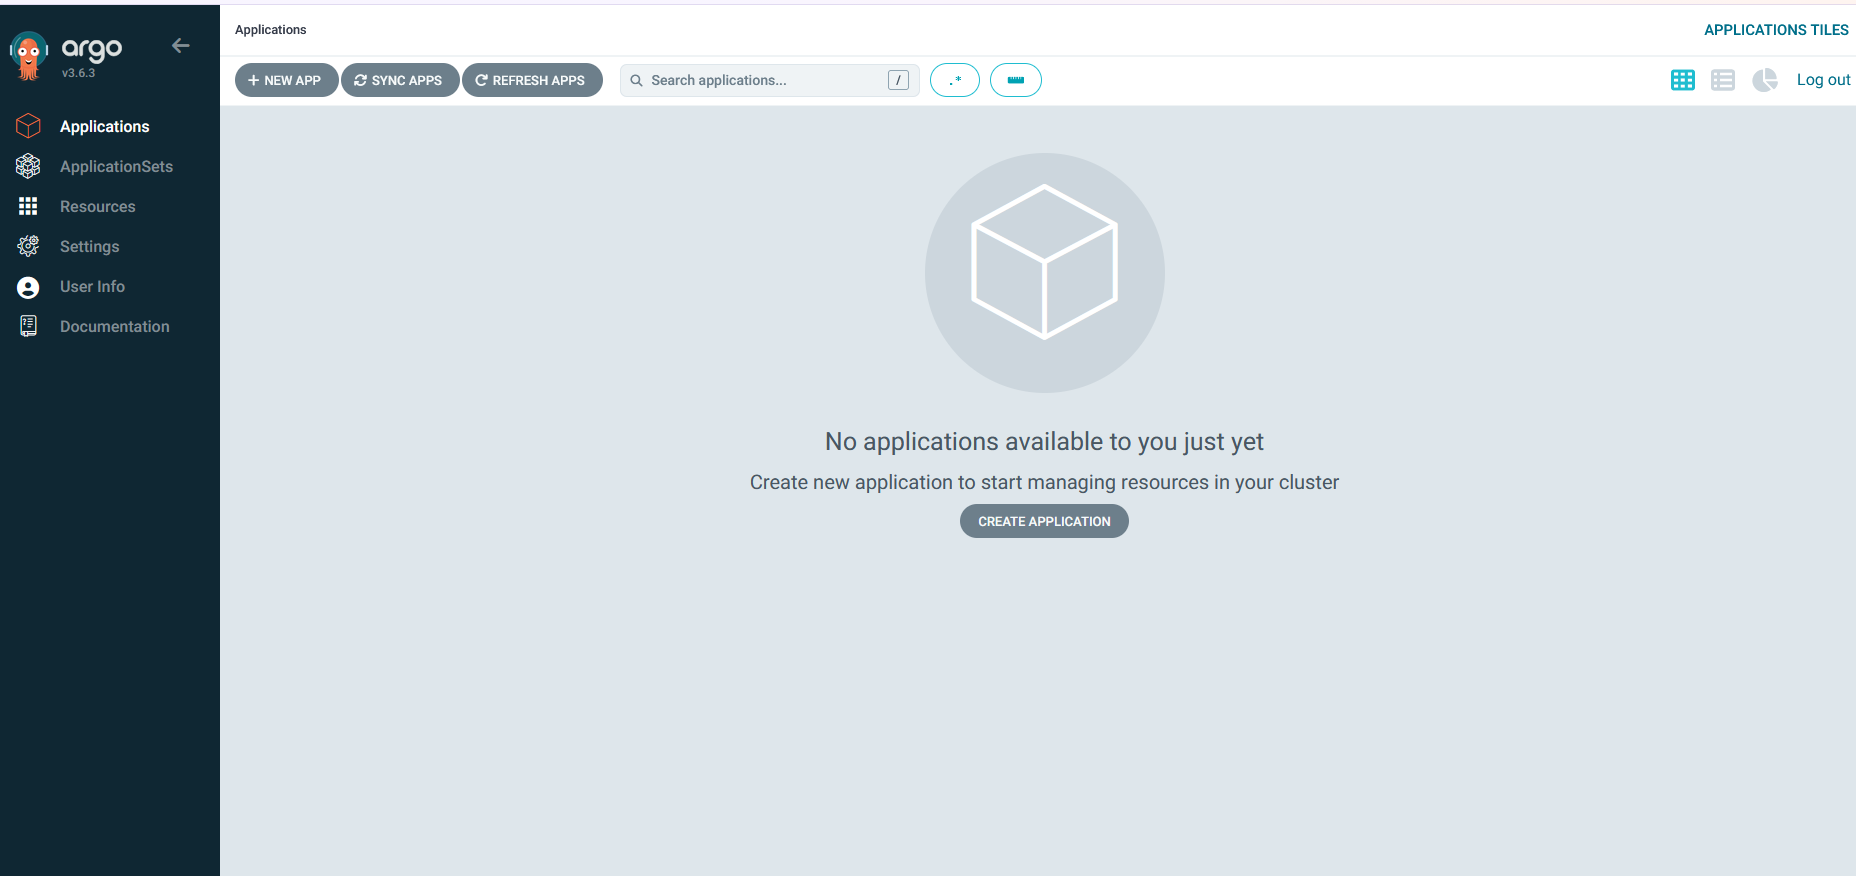 argo
v3.6.3
Applications
ApplicationSets
Resources
Settings
User Info
Documentation
Applications
APPLICATIONS TILES
+ NEW APP
SYNC APPS
REFRESH APPS
Search applications...
/
.*
Log out
No applications available to you just yet
Create new application to start managing resources in your cluster
CREATE APPLICATION